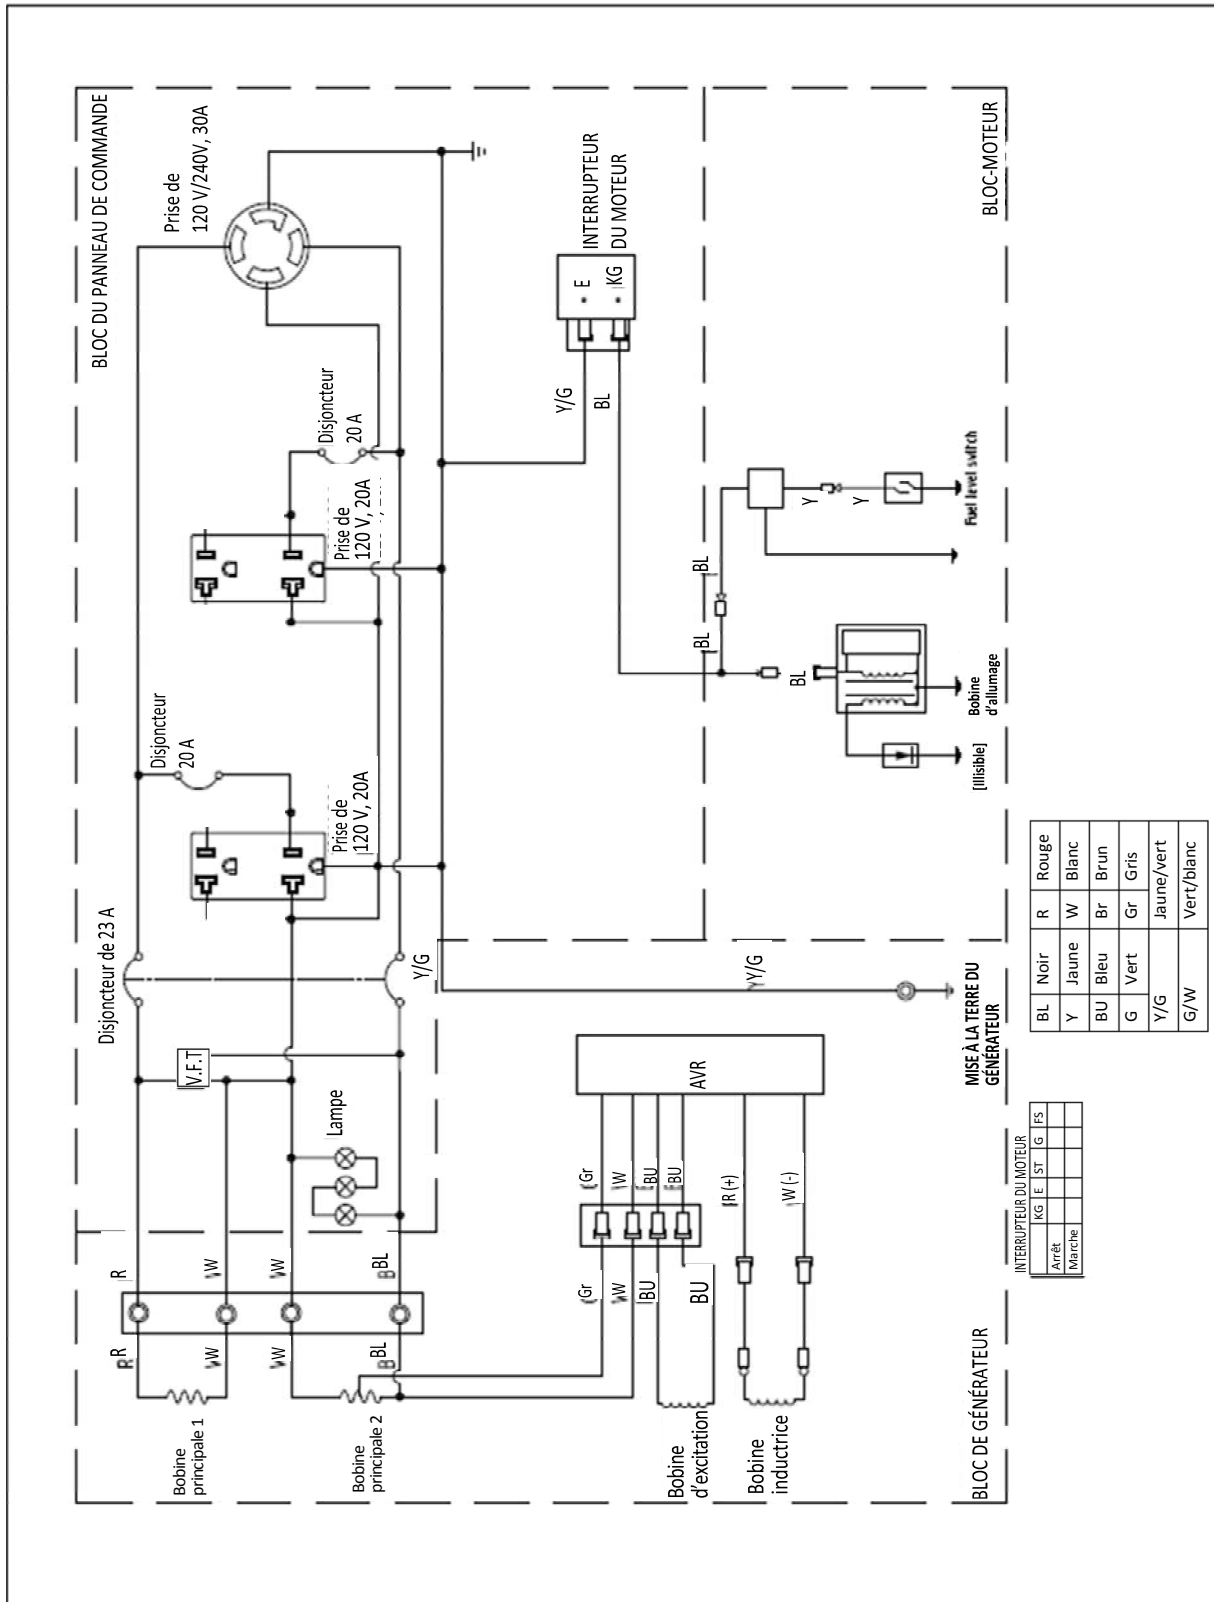 BLOC DU PANNEAU DE COMMANDE
Prise de
120 V/240V, 30A
Disjoncteur
20 A
Prise de
120 V, 20A
Disjoncteur
20 A
Prise de
120 V, 20A
Disjoncteur de 23 A
V.F.T
Lampe
Y/G
INTERRUPTEUR
DU MOTEUR
E
KG
Y/G
BL
BLOC-MOTEUR
BL
BL
BL
Y
Y
Fuel level switch
Bobine
d'allumage
[Illisible]
YY/G
MISE À LA TERRE DU
GÉNÉRATEUR
AVR
Gr
W
BU
BU
R (+)
W (-)
Gr
W
BU
BU
R
W
W
BL
R
W
W
BL
Bobine
principale 1
Bobine
principale 2
Bobine
d'excitation
Bobine
inductrice
BLOC DE GÉNÉRATEUR
INTERRUPTEUR DU MOTEUR
KG E ST G FS
Arrêt
Marche
BL Noir R Rouge
Y Jaune W Blanc
BU Bleu Br Brun
G Vert Gr Gris
Y/G Jaune/vert
G/W Vert/blanc